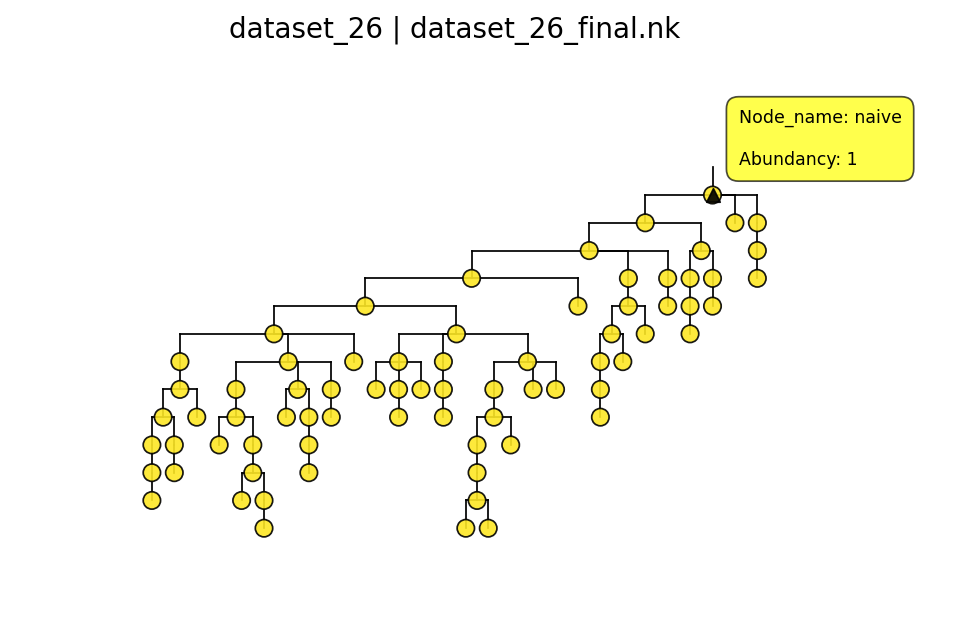 dataset_26 | dataset_26_final.nk
Node_name: naive
Abundancy: 1